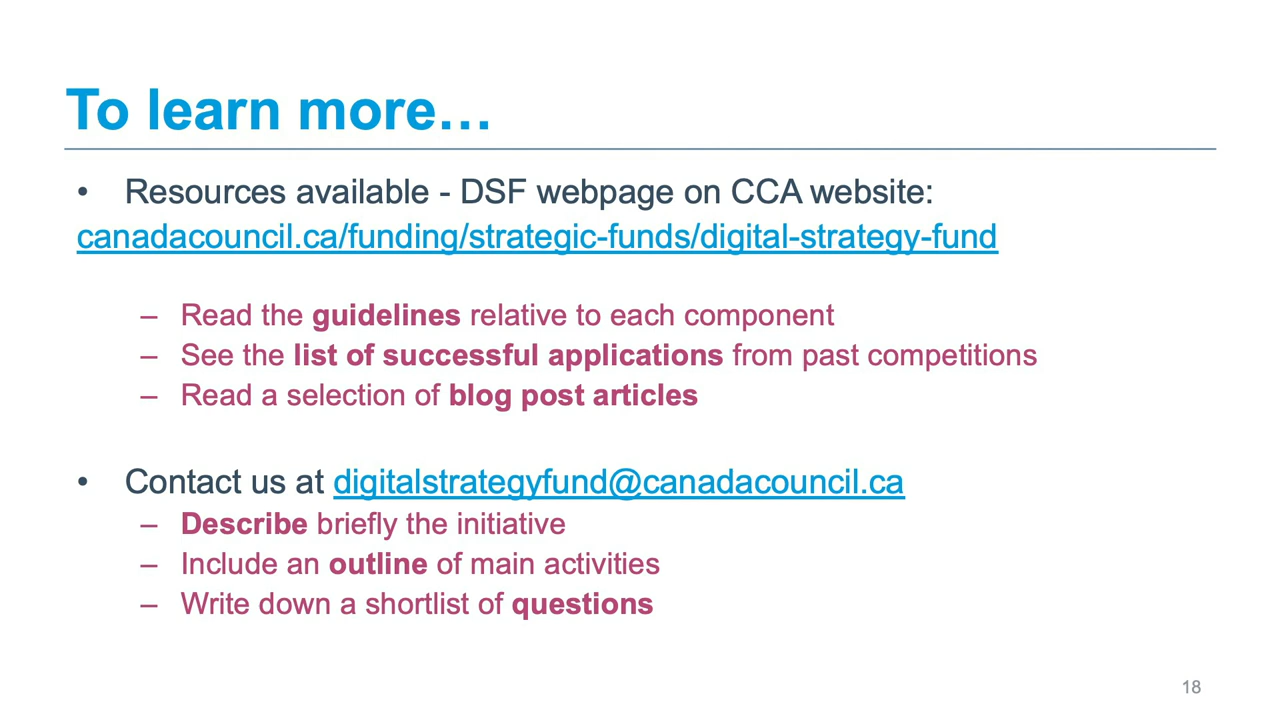 To learn more…
• Resources available - DSF webpage on CCA website:
canadacouncil.ca/funding/strategic-funds/digital-strategy-fund
– Read the guidelines relative to each component
– See the list of successful applications from past competitions
– Read a selection of blog post articles
• Contact us at digitalstrategyfund@canadacouncil.ca
– Describe briefly the initiative
– Include an outline of main activities
– Write down a shortlist of questions
18